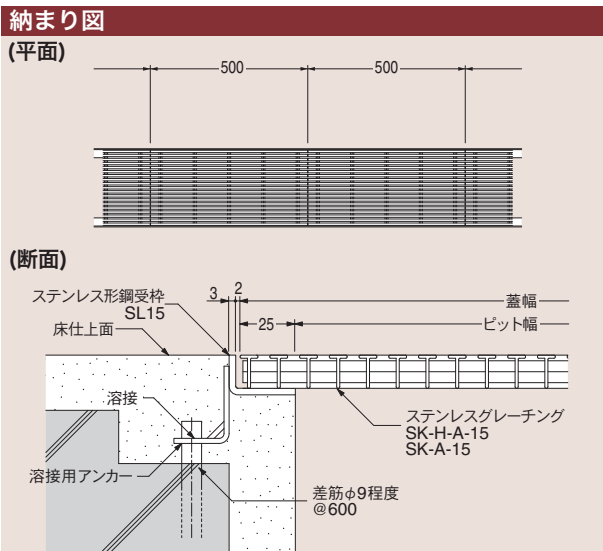 納まり図
(平面)
500
500
(断面)
ステンレス形鋼受枠
SL15
3
2
蓋幅
床仕上面
25
ピット幅
溶接
ステンレスグレーチング
SK-H-A-15
SK-A-15
溶接用アンカー
差筋φ9程度
@600